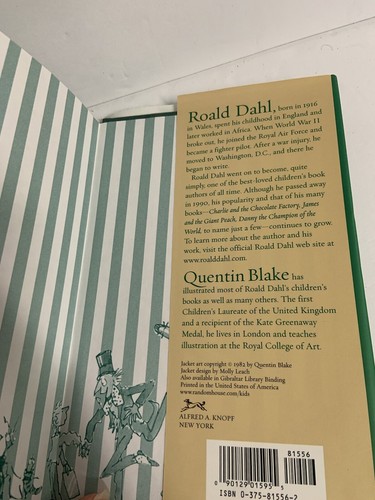 Roald Dahl, born in 1916
in Wales, spent his childhood in England and
later worked in Africa. When World War II
broke out, he joined the Royal Air Force and
became a fighter pilot. After a war injury, he
moved to Washington, D.C., and there he
began to write.
Roald Dahl went on to become, quite
simply, one of the best-loved children's book
authors of all time. Although he passed away
in 1990, his popularity and that of his many
books—Charlie and the Chocolate Factory, James
and the Giant Peach, Danny the Champion of the
World, to name just a few—continues to grow.
To learn more about the author and his
work, visit the official Roald Dahl web site at
www.roalddahl.com.
Quentin Blake has
illustrated most of Roald Dahl's children's
books as well as many others. The first
Children's Laureate of the United Kingdom
and a recipient of the Kate Greenaway
Medal, he lives in London and teaches
illustration at the Royal College of Art.
Jacket art copyright © 1982 by Quentin Blake
Jacket design by Molly Leach
Also available in Gibraltar Library Binding
Printed in the United States of America
www.randomhouse.com/kids
ALFRED A. KNOPF
NEW YORK
81556
9 0129 01595 5
ISBN 0-375-81556-2